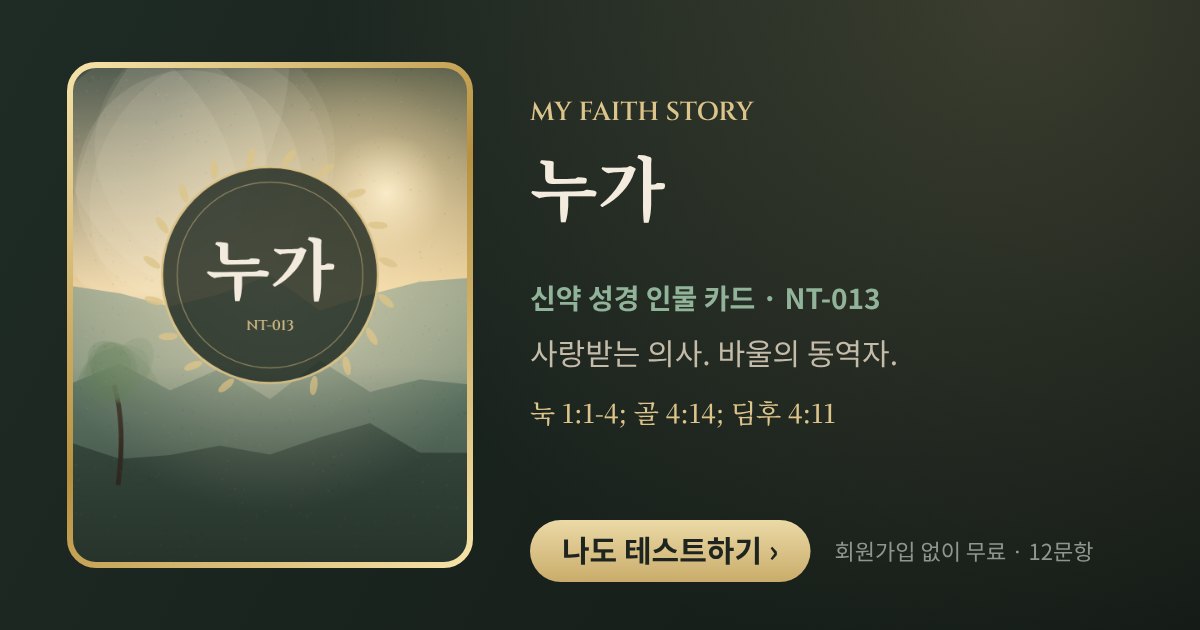 누가
NT-013
MY FAITH STORY
누가
신약 성경 인물 카드 · NT-013
사랑받는 의사. 바울의 동역자.
눅 1:1-4; 골 4:14; 딤후 4:11
나도 테스트하기 ›
회원가입 없이 무료 · 12문항